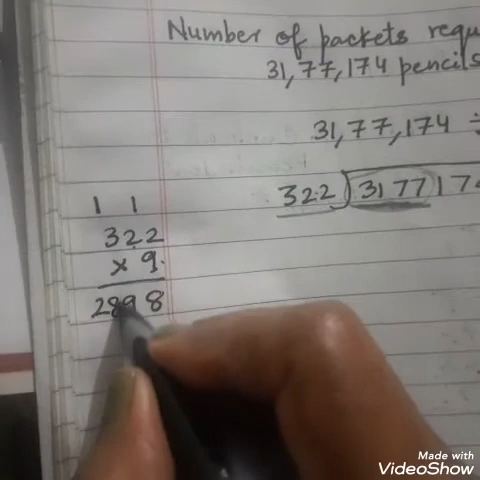 Number of packets requ
31,77,174 pencils
31,77,174 ÷
322)317717
1 1
322
x 9
2898
Made with
VideoShow